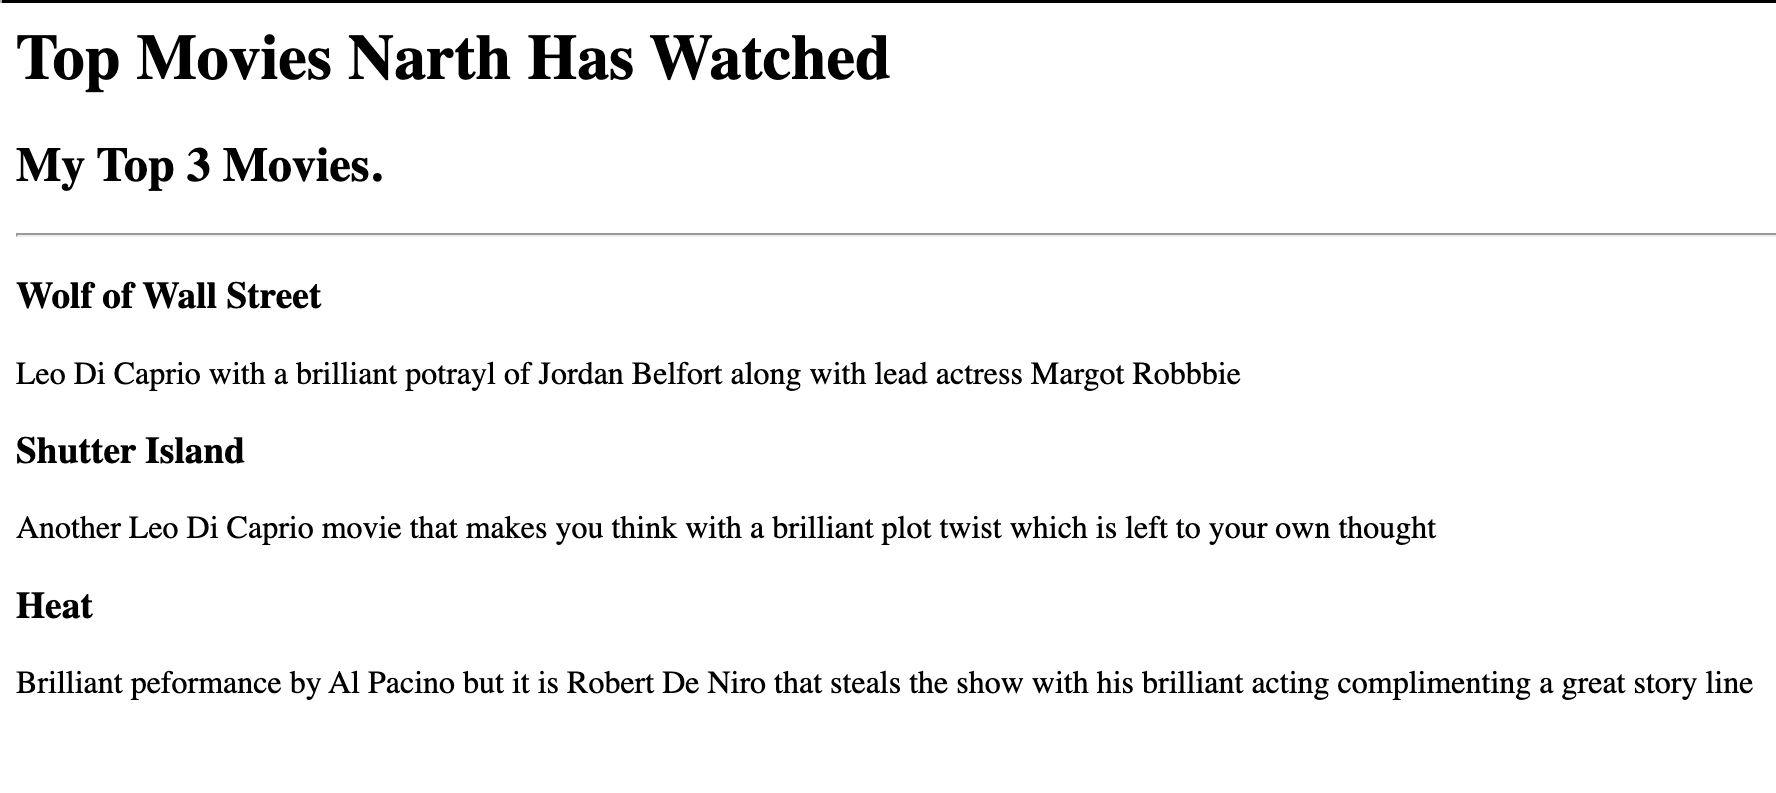 Top Movies Narth Has Watched
My Top 3 Movies.
Wolf of Wall Street
Leo Di Caprio with a brilliant potrayl of Jordan Belfort along with lead actress Margot Robbbie
Shutter Island
Another Leo Di Caprio movie that makes you think with a brilliant plot twist which is left to your own thought
Heat
Brilliant peformance by Al Pacino but it is Robert De Niro that steals the show with his brilliant acting complimenting a great story line